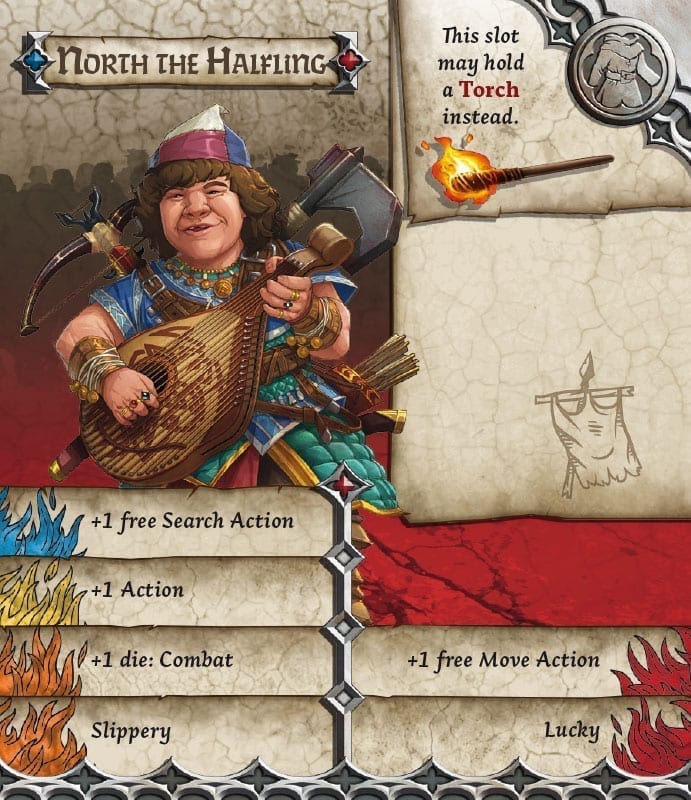 North the Halfling
This slot
may hold
a Torch
instead.
+1 free Search Action
+1 Action
+1 die: Combat
+1 free Move Action
Slippery
Lucky